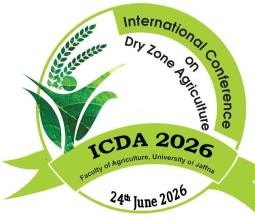 International Conference
on
Dry Zone Agriculture
ICDA 2026
Faculty of Agriculture, University of Jaffna
24th June 2026